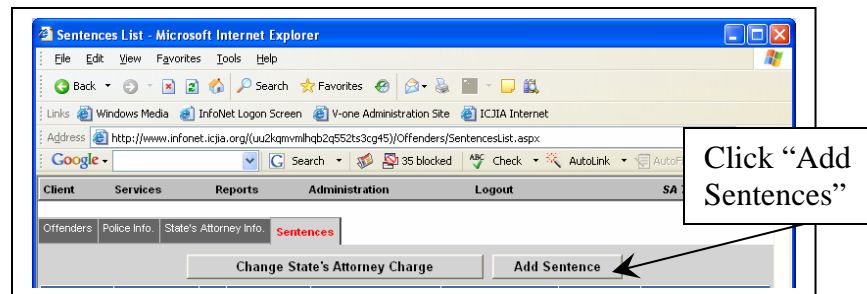 Sentences List - Microsoft Internet Explorer
File Edit View Favorites Tools Help
Back Search Favorites
Links Windows Media InfoNet Logon Screen V-one Administration Site ICJIA Internet
Address http://www.infonet.icjia.org/(uu2kqmvmlhqb2q552ts3cg45)/Offenders/SentencesList.aspx
Google Search 35 blocked ABC Check AutoLink
Click “Add
Sentences”
Client Services Reports Administration Logout SA
Offenders Police Info. State's Attorney Info. Sentences
Change State's Attorney Charge Add Sentence